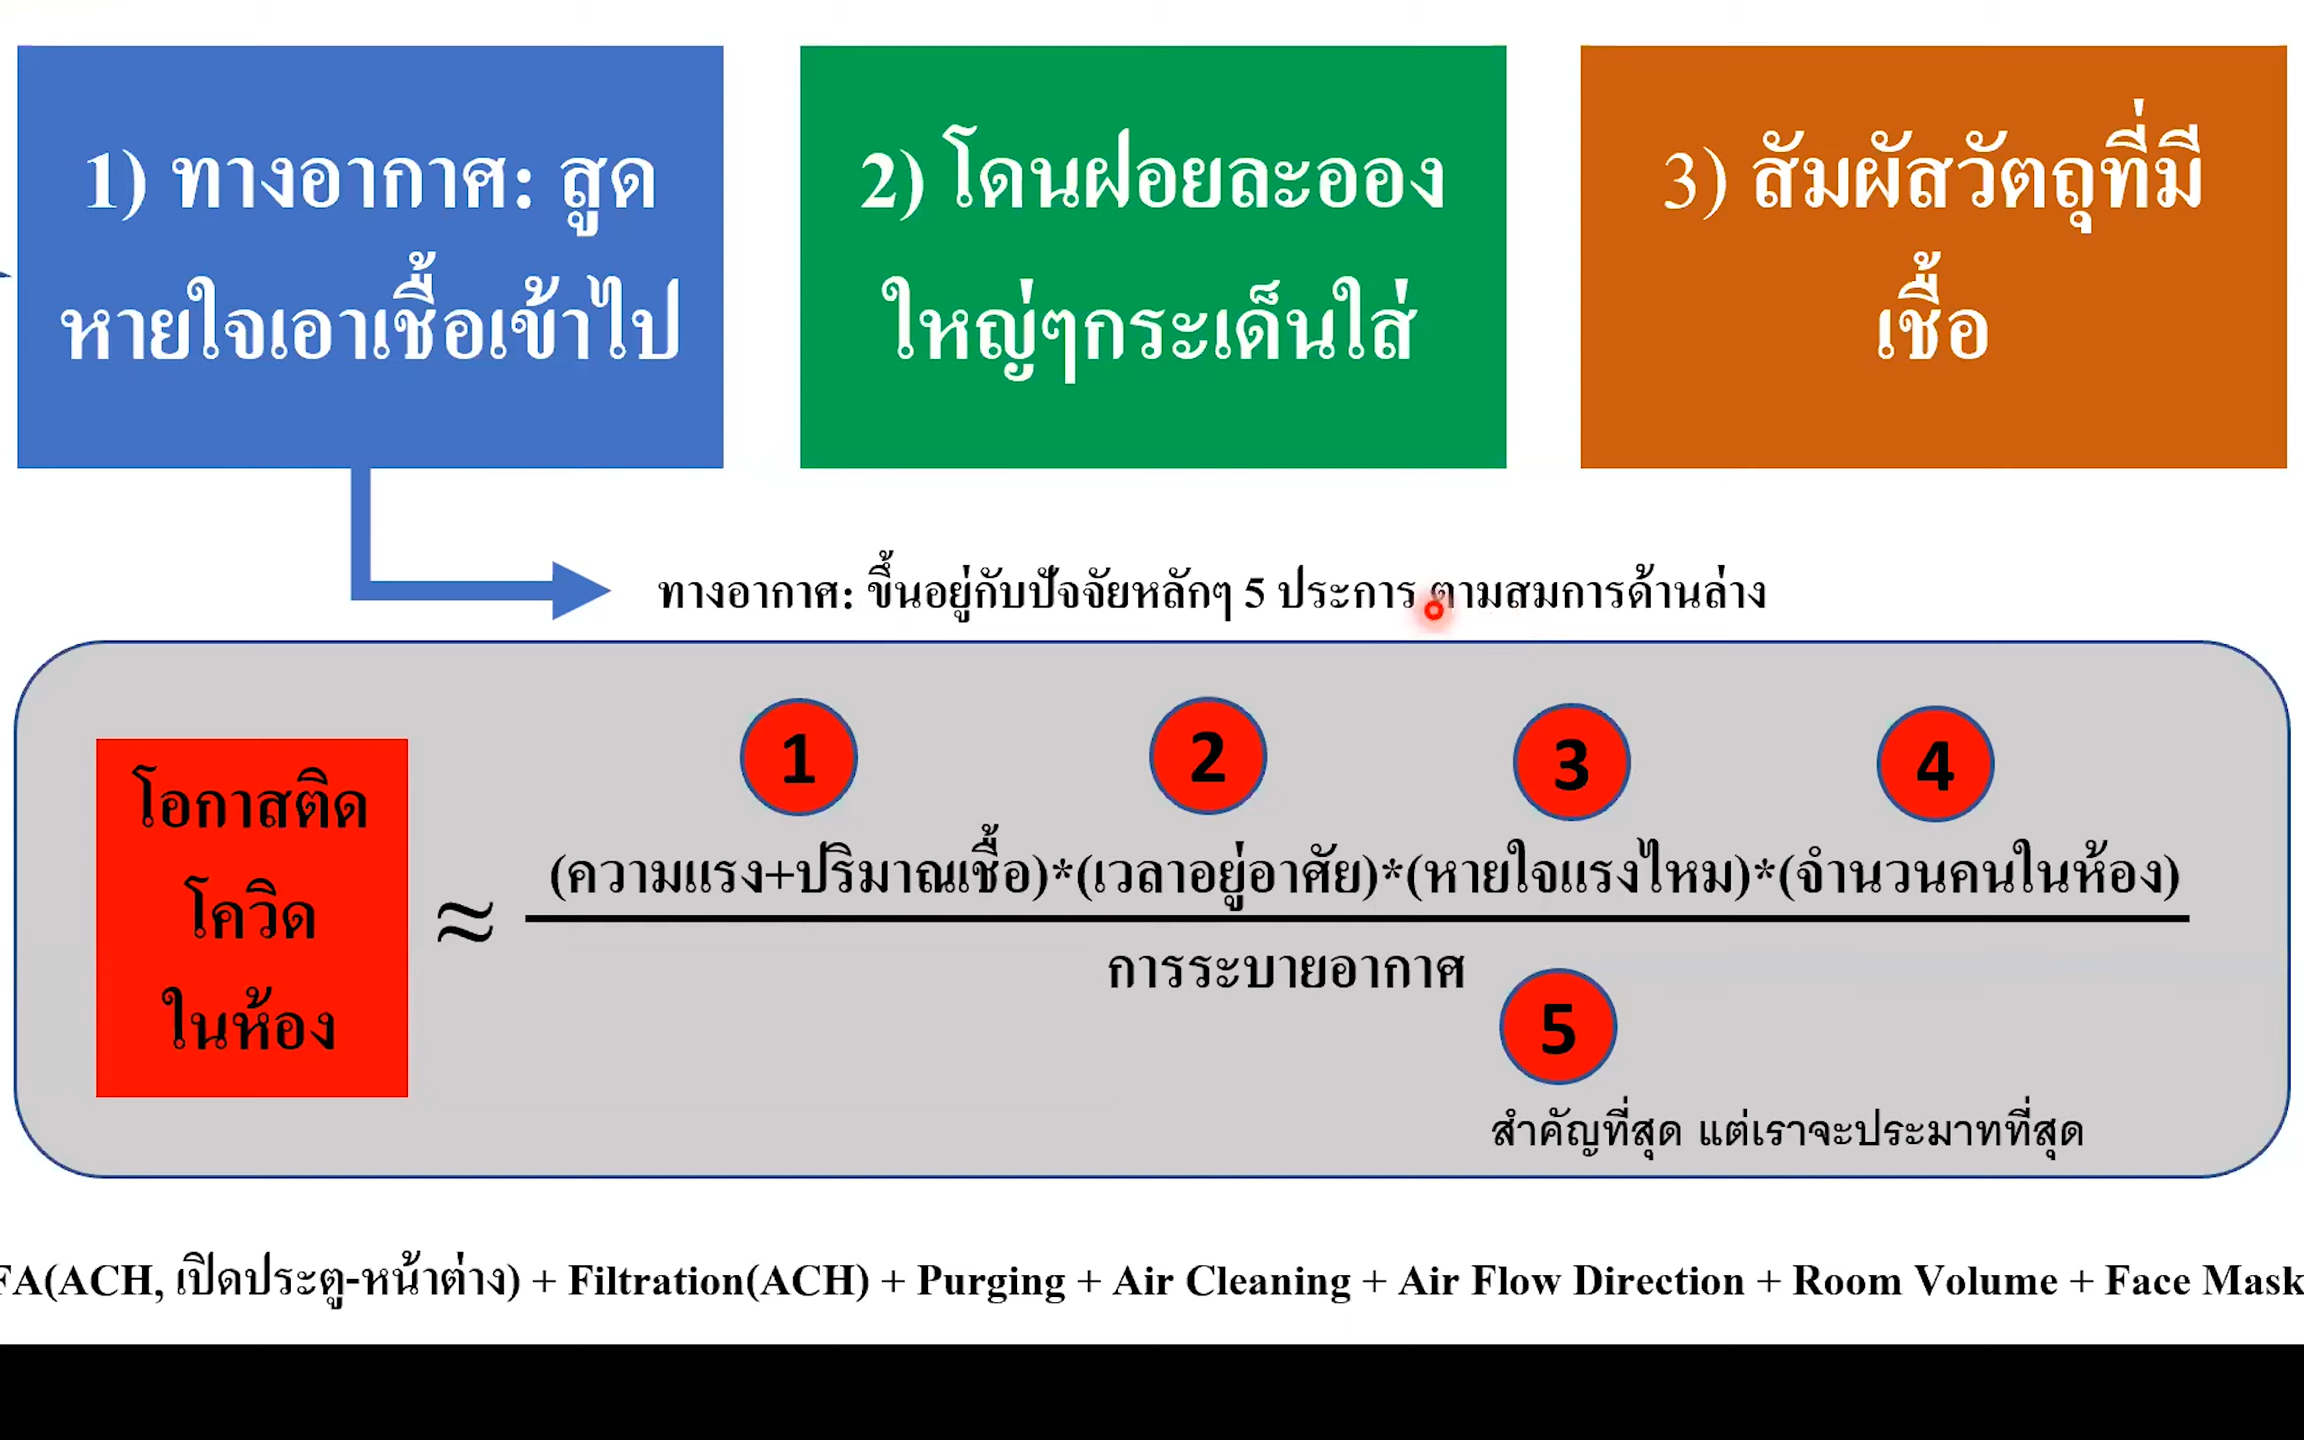 1) ทางอากาศ: สูด
หายใจเอาเชื้อเข้าไป
2) โดนฝอยละออง
ใหญ่ๆกระเด็นใส่
3) สัมผัสวัตถุที่มี
เชื้อ
ทางอากาศ: ขึ้นอยู่กับปัจจัยหลักๆ 5 ประการ ตามสมการด้านล่าง
1 2 3 4
โอกาสติด
โควิด
ในห้อง
≈
(ความแรง+ปริมาณเชื้อ)*(เวลาอยู่อาศัย)*(หายใจแรงไหม)*(จำนวนคนในห้อง)
การระบายอากาศ
5
สำคัญที่สุด แต่เราจะประมาทที่สุด
FA(ACH, เปิดประตู-หน้าต่าง) + Filtration(ACH) + Purging + Air Cleaning + Air Flow Direction + Room Volume + Face Mask